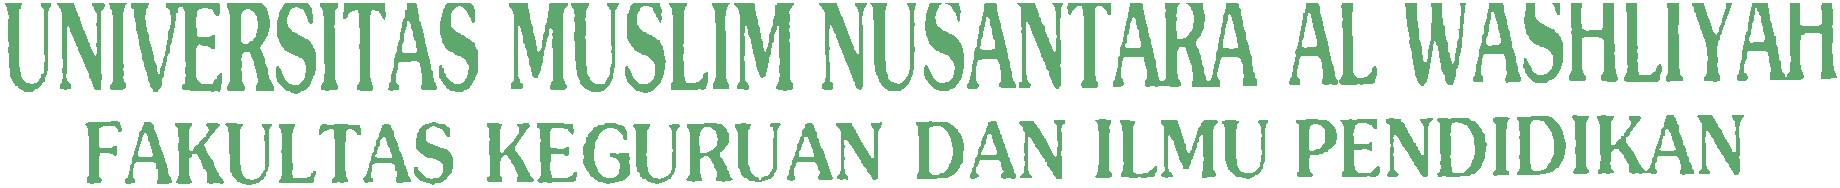 UNIVERSITAS MUSLIM NUSANTARA AL WASHLIYAH
FAKULTAS KEGURUAN DAN ILMU PENDIDIKAN